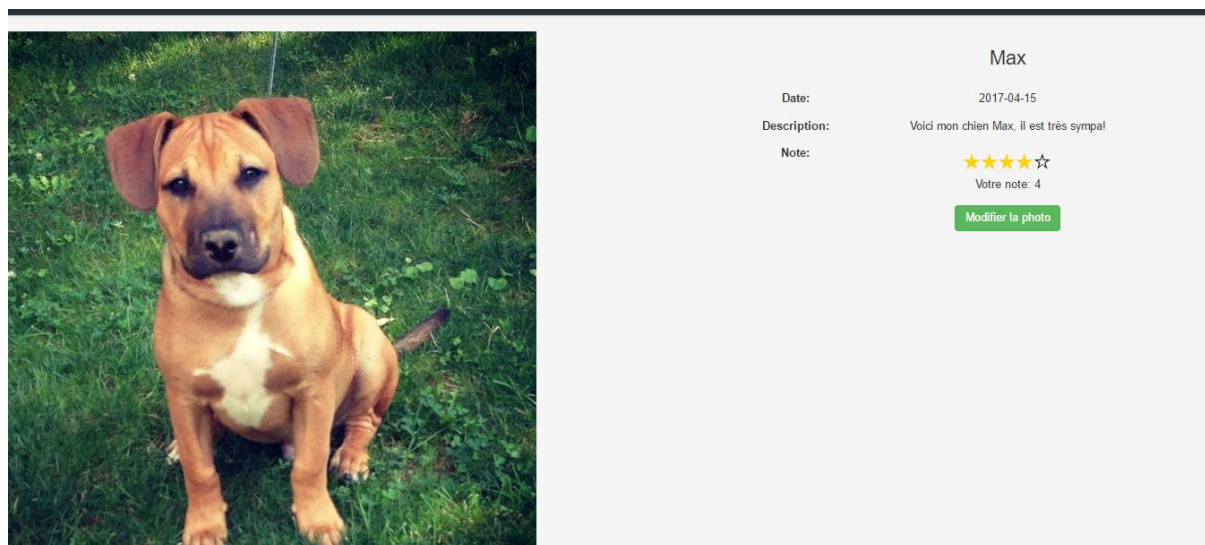 Max
Date: 2017-04-15
Description: Voici mon chien Max, il est très sympa!
Note:
Votre note: 4
Modifier la photo